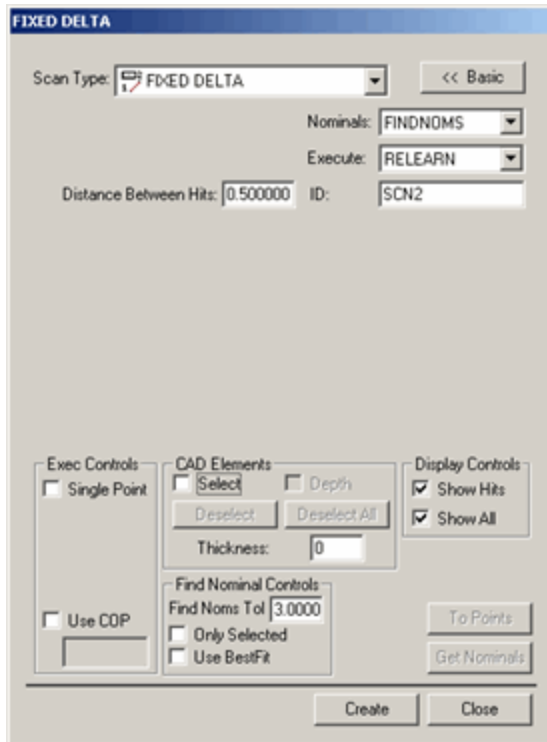 FIXED DELTA
Scan Type: FIXED DELTA << Basic
Nominals: FINDNOMS
Execute: RELEARN
Distance Between Hits: 0.500000 ID: SCN2
Exec Controls CAD Elements Display Controls
Single Point Select Depth Show Hits
Deselect Deselect All Show All
Thickness: 0
Find Nominal Controls
Use COP Find Noms Tol 3.0000 To Points
Only Selected
Use BestFit Get Nominals
Create Close